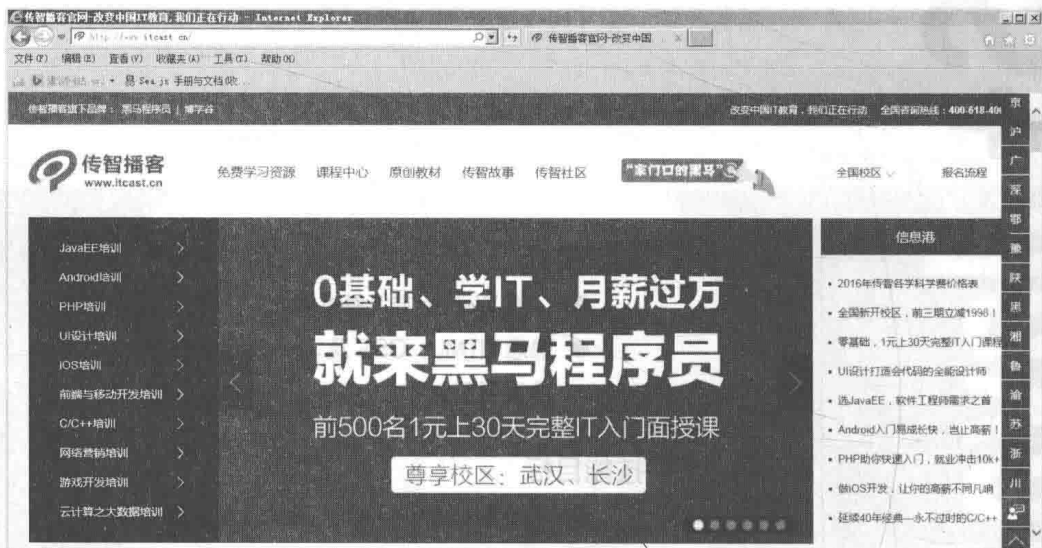 传智播客官网-改变中国IT教育,我们正在行动 - Internet Explorer
传智播客官网-改变中国
文件(F) 编辑(E) 查看(V) 收藏夹(A) 工具(T) 帮助(H)
Sea js 手册与文档
传智播客旗下品牌: 黑马程序员 | 博学谷
改变中国IT教育,我们正在行动 全国咨询热线:400-618-40
传智播客
www.itcast.cn
免费学习资源 课程中心 原创教材 传智故事 传智社区
"家门口的黑马"
全国校区 报名流程
JavaEE培训
Android培训
PHP培训
UI设计培训
iOS培训
前端与移动开发培训
C/C++培训
网络营销培训
游戏开发培训
云计算之大数据培训
0基础、学IT、月薪过万
就来黑马程序员
前500名1元上30天完整IT入门面授课
尊享校区:武汉、长沙
信息港
2016年传智各学科学费价格表
全国新开校区,前三期立减1998!
零基础,1元上30天完整IT入门课程
UI设计打造会代码的全能设计师
选JavaEE,软件工程师需求之首
Android入门易成长快,岂止高薪!
PHP助你快速入门,就业冲击10k+
做iOS开发,让你的高薪不同凡响
延续40年经典—永不过时的C/C++
京
沪
广
深
鄂
豫
陕
黑
湘
鲁
渝
苏
浙
川